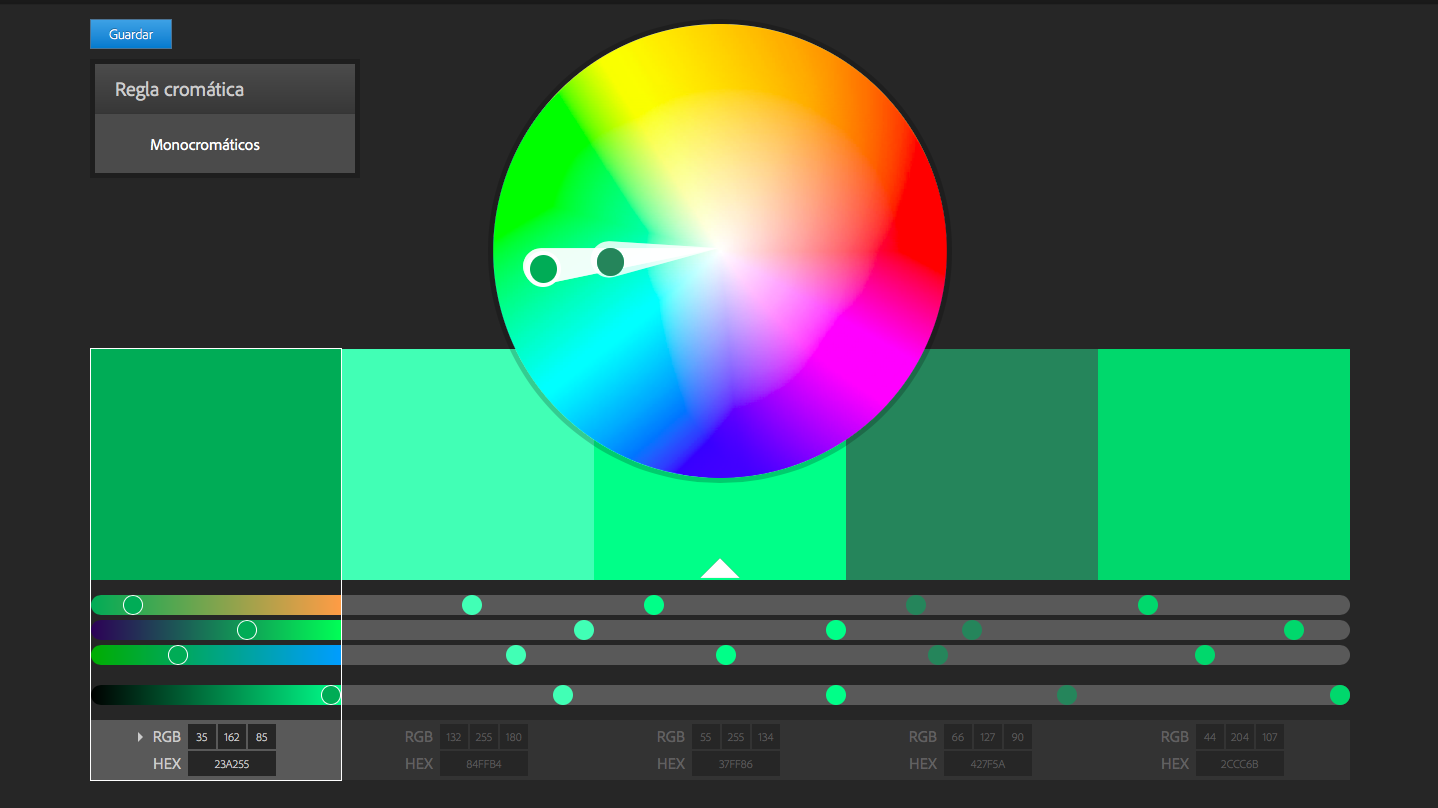 Guardar
Regla cromática
Monocromáticos
RGB 35 162 85 RGB 132 255 180 RGB 55 255 134 RGB 66 127 90 RGB 44 204 107
HEX 23A255 HEX 84FFB4 HEX 37FF86 HEX 427F5A HEX 2CCC6B